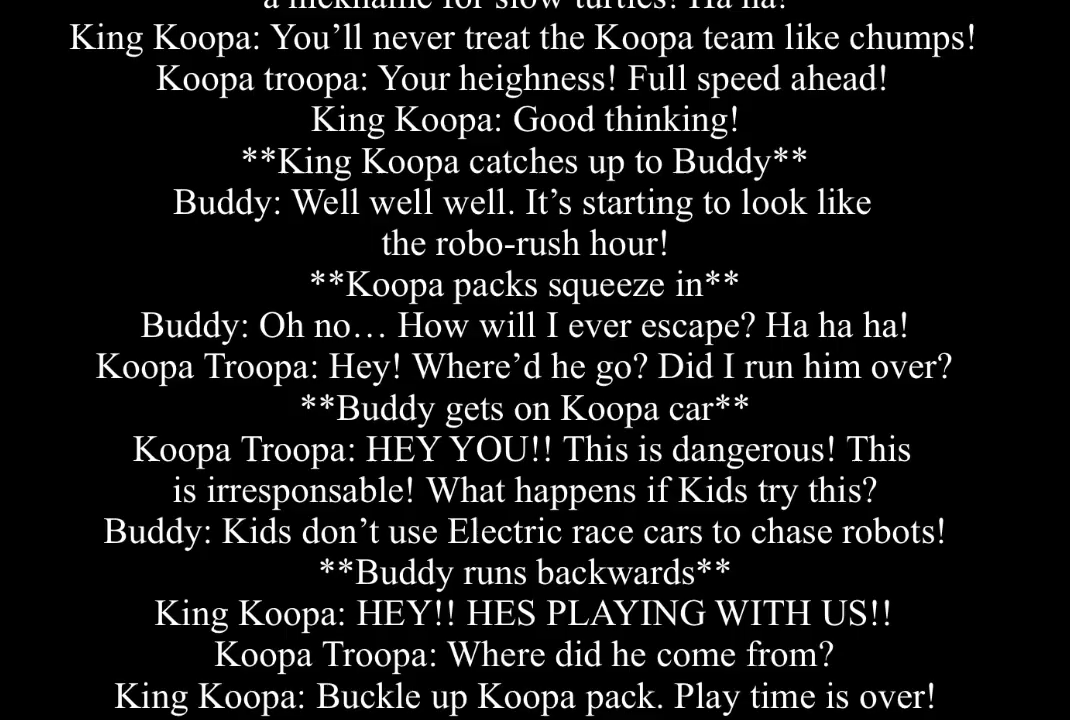 a nickname for slow turtles! Ha ha!
King Koopa: You’ll never treat the Koopa team like chumps!
Koopa troopa: Your heighness! Full speed ahead!
King Koopa: Good thinking!
**King Koopa catches up to Buddy**
Buddy: Well well well. It’s starting to look like
the robo-rush hour!
**Koopa packs squeeze in**
Buddy: Oh no… How will I ever escape? Ha ha ha!
Koopa Troopa: Hey! Where’d he go? Did I run him over?
**Buddy gets on Koopa car**
Koopa Troopa: HEY YOU!! This is dangerous! This
is irresponsable! What happens if Kids try this?
Buddy: Kids don’t use Electric race cars to chase robots!
**Buddy runs backwards**
King Koopa: HEY!! HES PLAYING WITH US!!
Koopa Troopa: Where did he come from?
King Koopa: Buckle up Koopa pack. Play time is over!